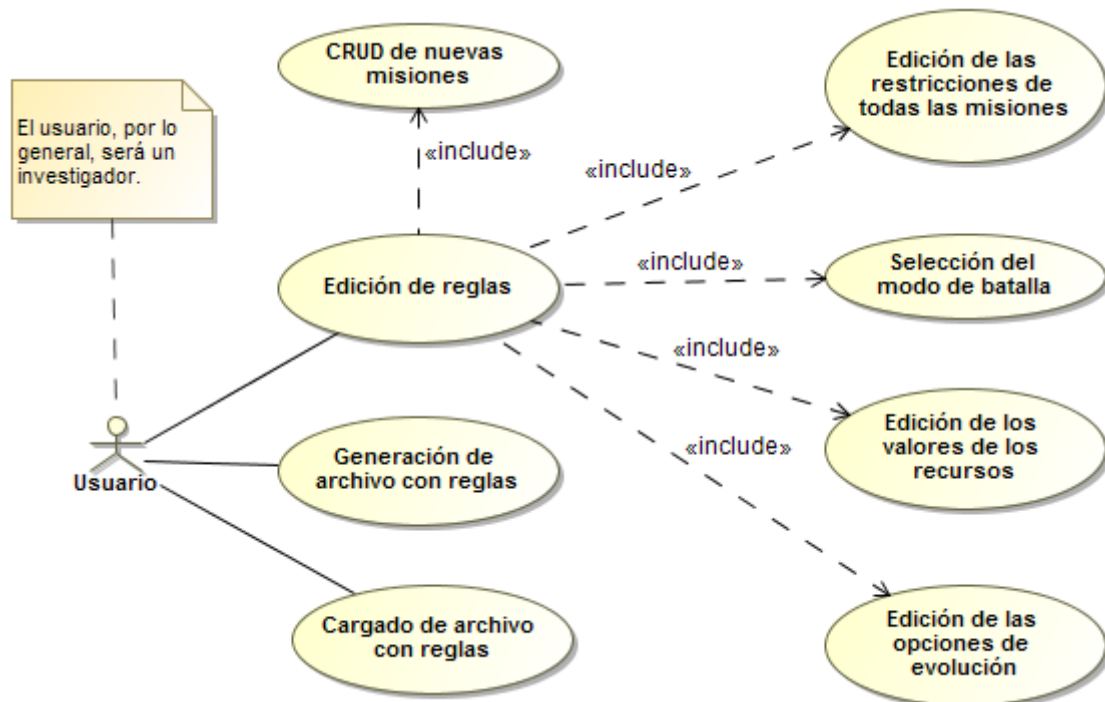 CRUD de nuevas
misiones
Edición de las
restricciones de
todas las misiones
El usuario, por lo
general, será un
investigador.
«include»
«include»
Edición de reglas
«include»
Selección del
modo de batalla
«include»
Edición de los
valores de los
recursos
«include»
Usuario
Generación de
archivo con reglas
Cargado de archivo
con reglas
Edición de las
opciones de
evolución